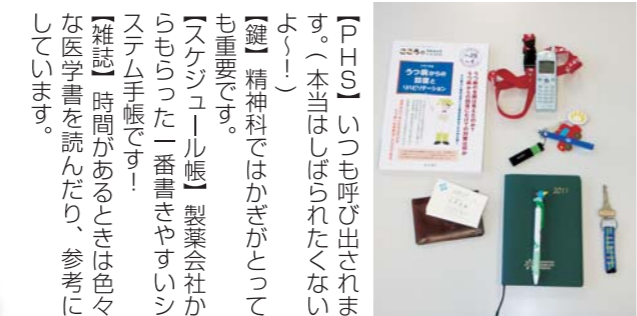 【PHS】いつも呼び出されま
す。(本当はしばられたくない
よ〜!)
【鍵】精神科ではかぎがとって
も重要です。
【スケジュール帳】製薬会社か
らもらった一番書きやすいシ
ステム手帳です!
【雑誌】時間があるときは色々
な医学書を読んだり、参考に
しています。
こころの
うつ病からの
回復と
リハビリテーション
2011